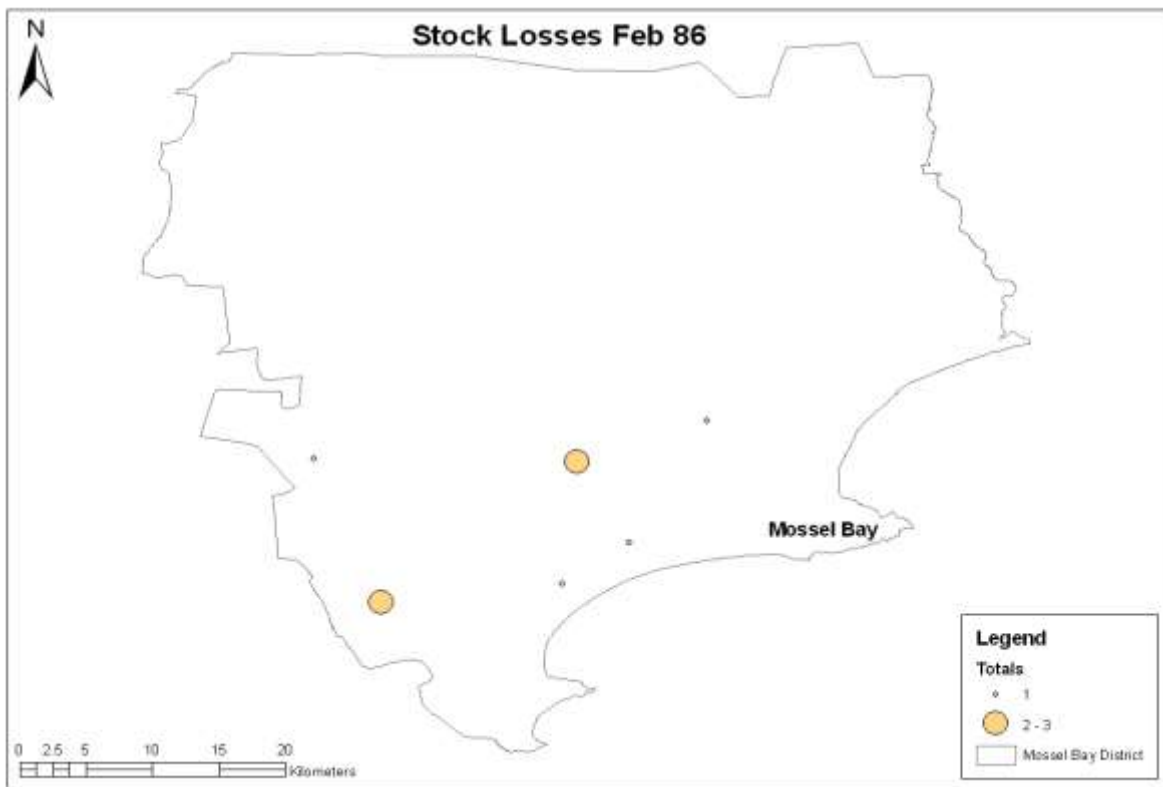 N
Stock Losses Feb 86
Mossel Bay
Legend
Totals
1
2 - 3
Mossel Bay District
0 2.5 5 10 15 20
Kilometers